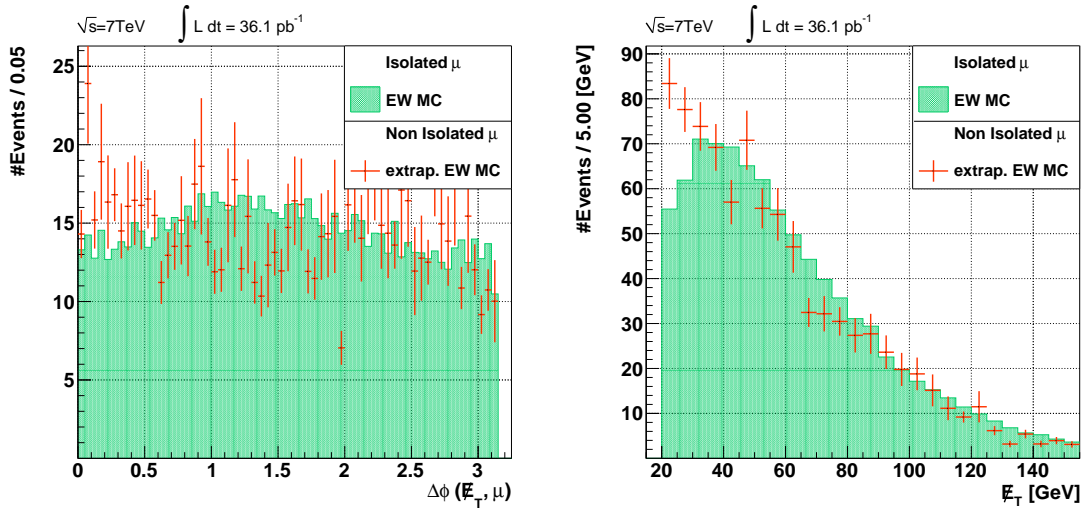 √s=7TeV ∫ L dt = 36.1 pb⁻¹
#Events / 0.05
25
20
15
10
5
0 0.5 1 1.5 2 2.5 3
Δϕ (E̸_T, μ)
Isolated μ
EW MC
Non Isolated μ
extrap. EW MC
√s=7TeV ∫ L dt = 36.1 pb⁻¹
#Events / 5.00 [GeV]
90
80
70
60
50
40
30
20
10
20 40 60 80 100 120 140
E̸_T [GeV]
Isolated μ
EW MC
Non Isolated μ
extrap. EW MC